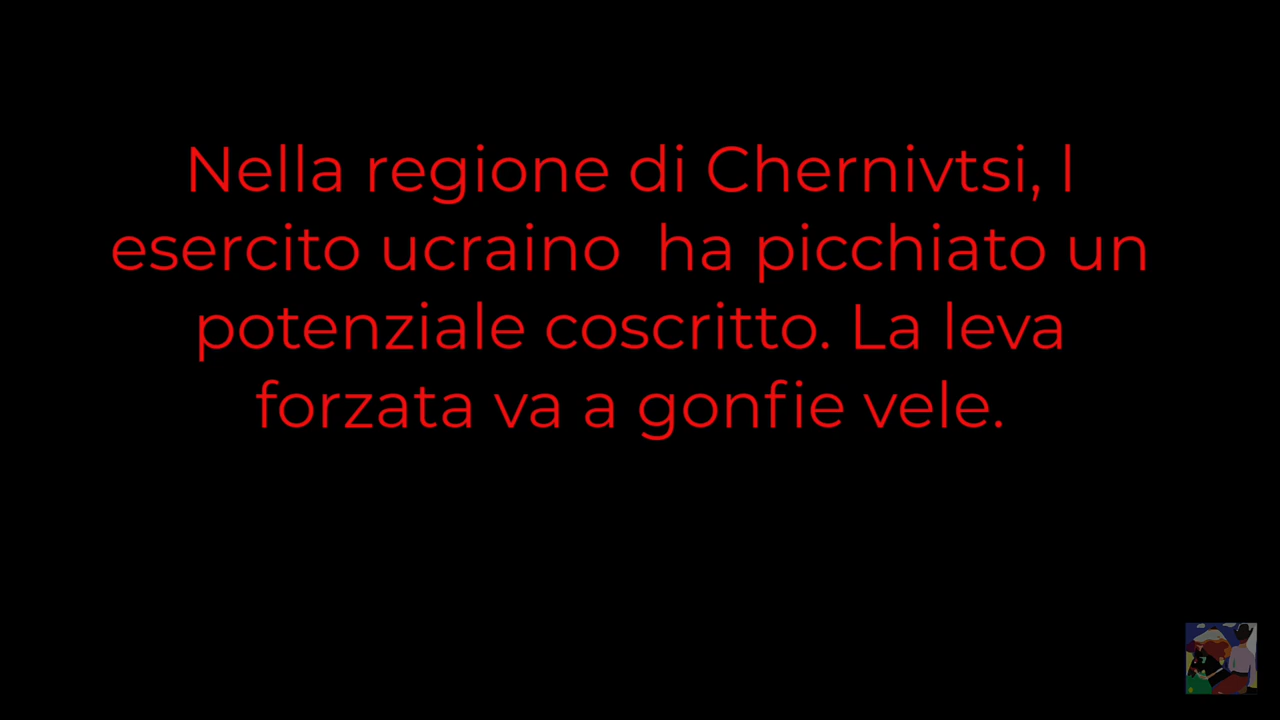 Nella regione di Chernivtsi, l
esercito ucraino  ha picchiato un
potenziale coscritto. La leva
forzata va a gonfie vele.